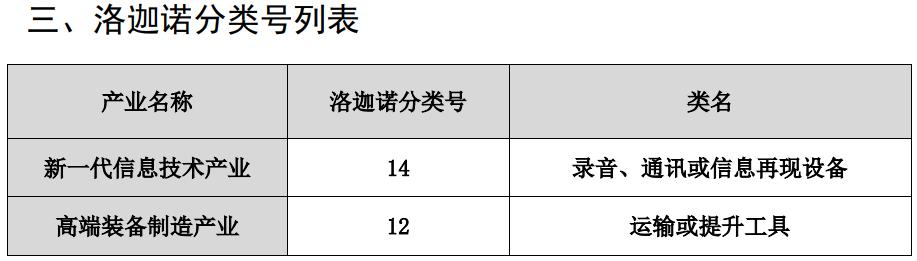 三、洛迦诺分类号列表
产业名称 洛迦诺分类号 类名
新一代信息技术产业 14 录音、通讯或信息再现设备
高端装备制造产业 12 运输或提升工具